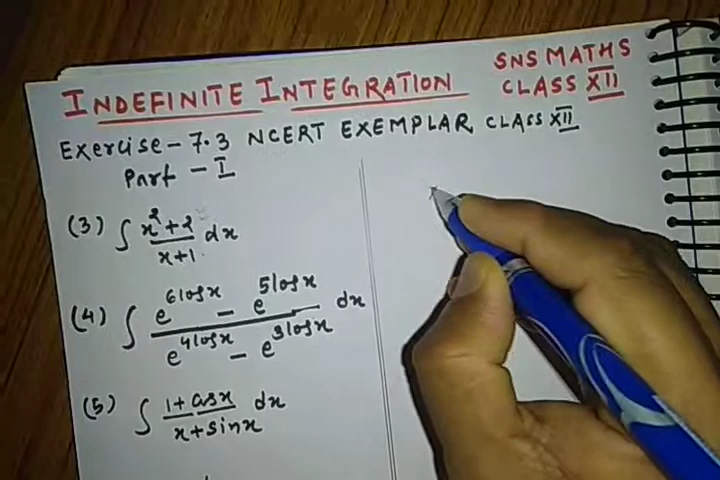 INDEFINITE INTEGRATION
SNS MATHS
CLASS XII
Exercise - 7.3 NCERT EXEMPLAR CLASS XII
Part - I
(3) ∫ x²+2 / x+1 dx
(4) ∫ e^6logx - e^5logx / e^4logx - e^3logx dx
(5) ∫ 1+cosx / x+sinx dx